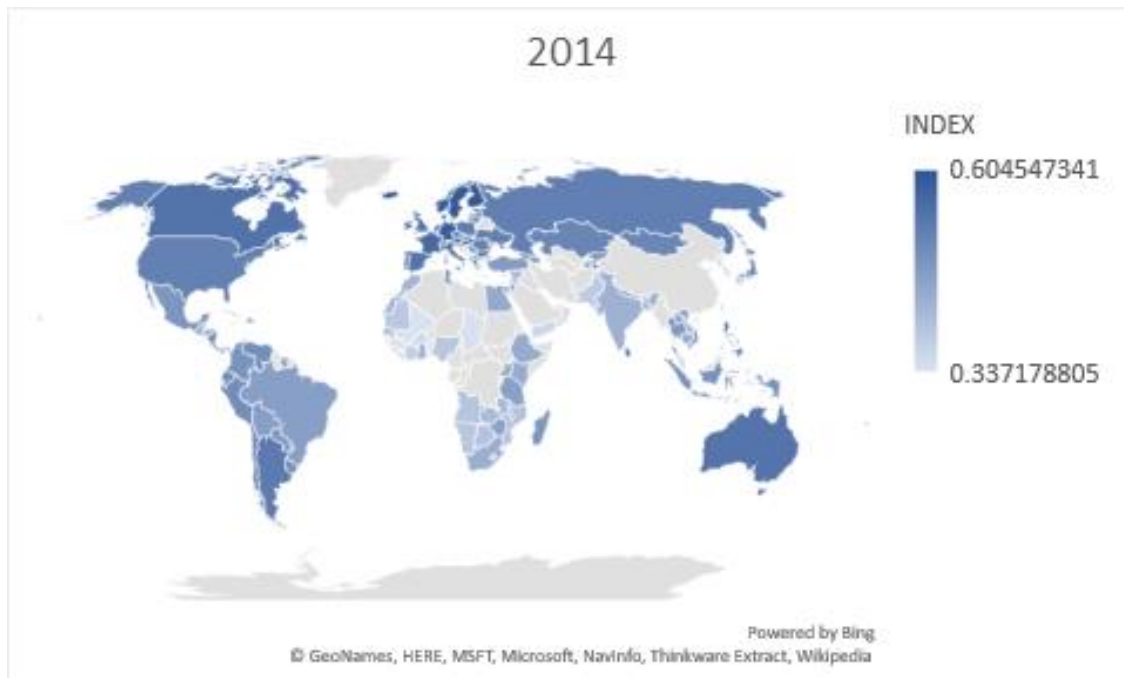 2014
INDEX
0.604547341
0.337178805
Powered by Bing
© GeoNames, HERE, MSFT, Microsoft, NavInfo, Thinkware Extract, Wikipedia